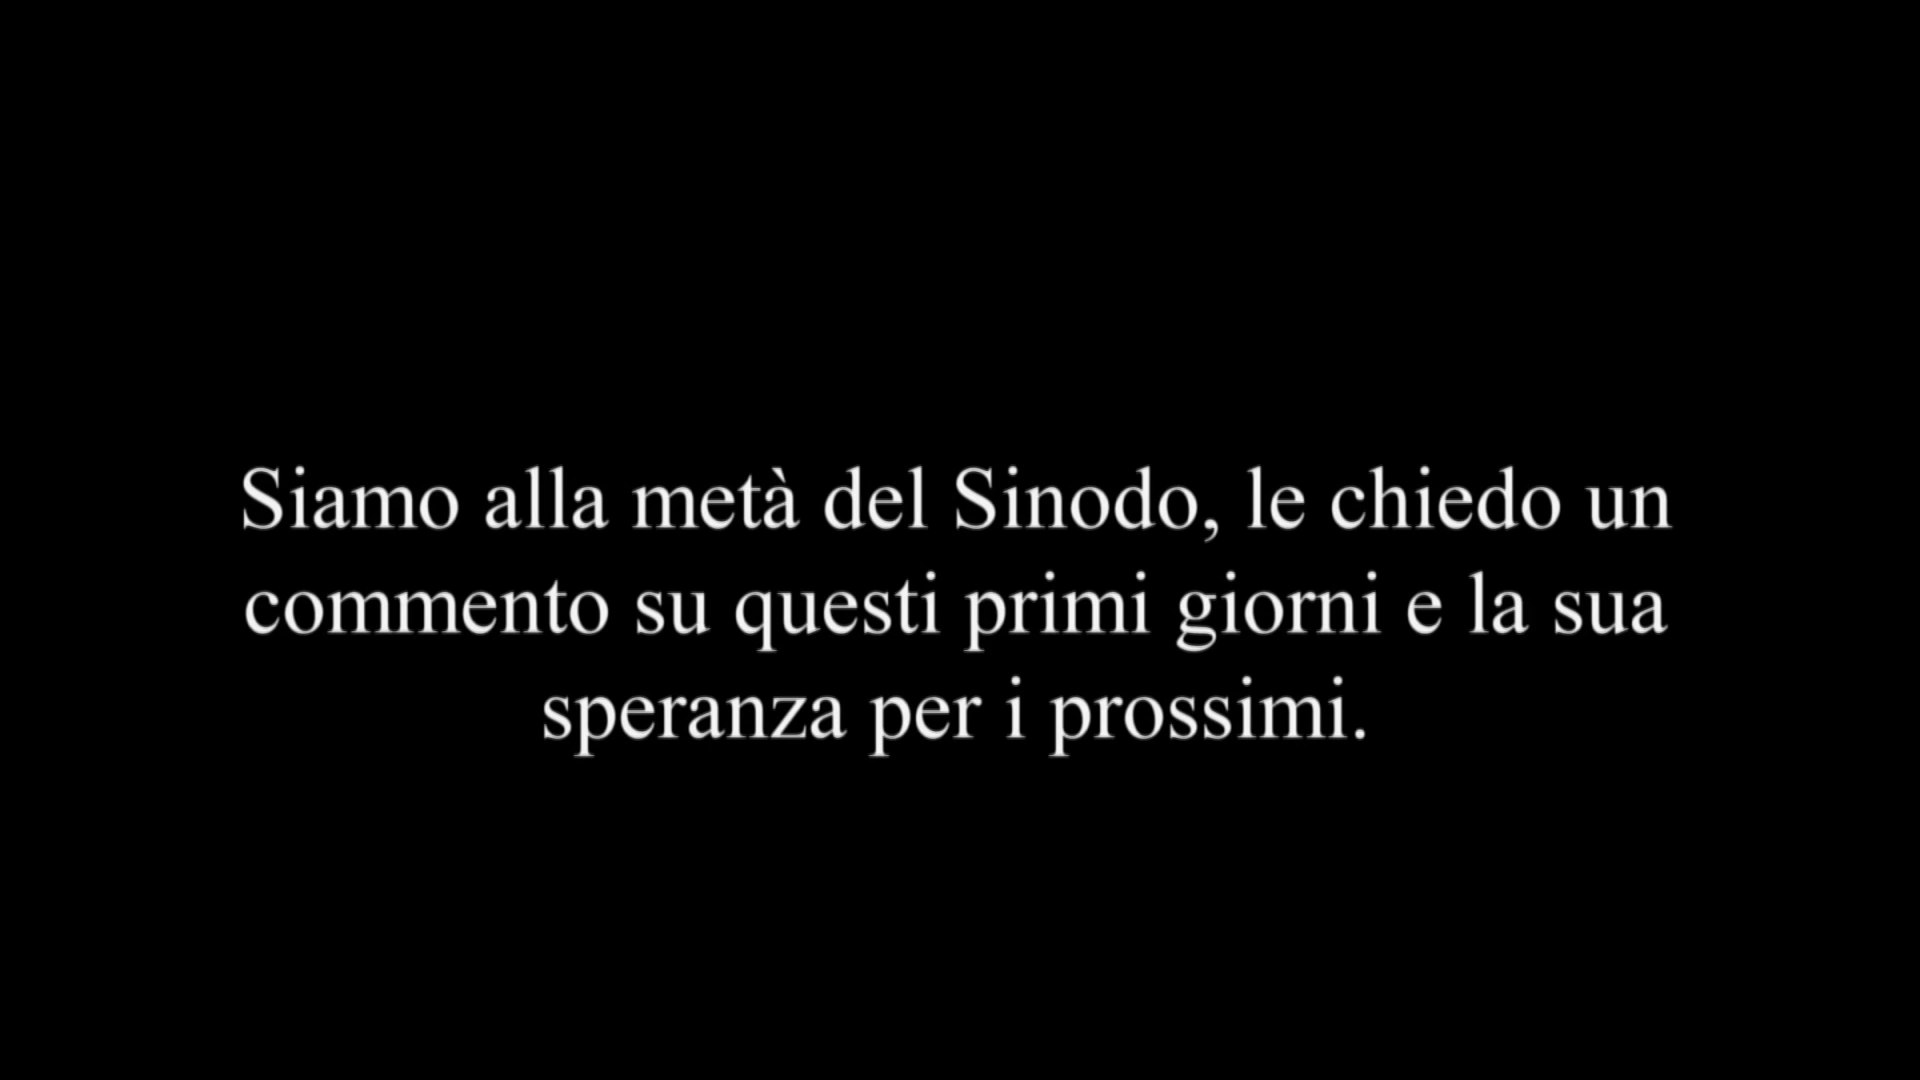 Siamo alla metà del Sinodo, le chiedo un
commento su questi primi giorni e la sua
speranza per i prossimi.